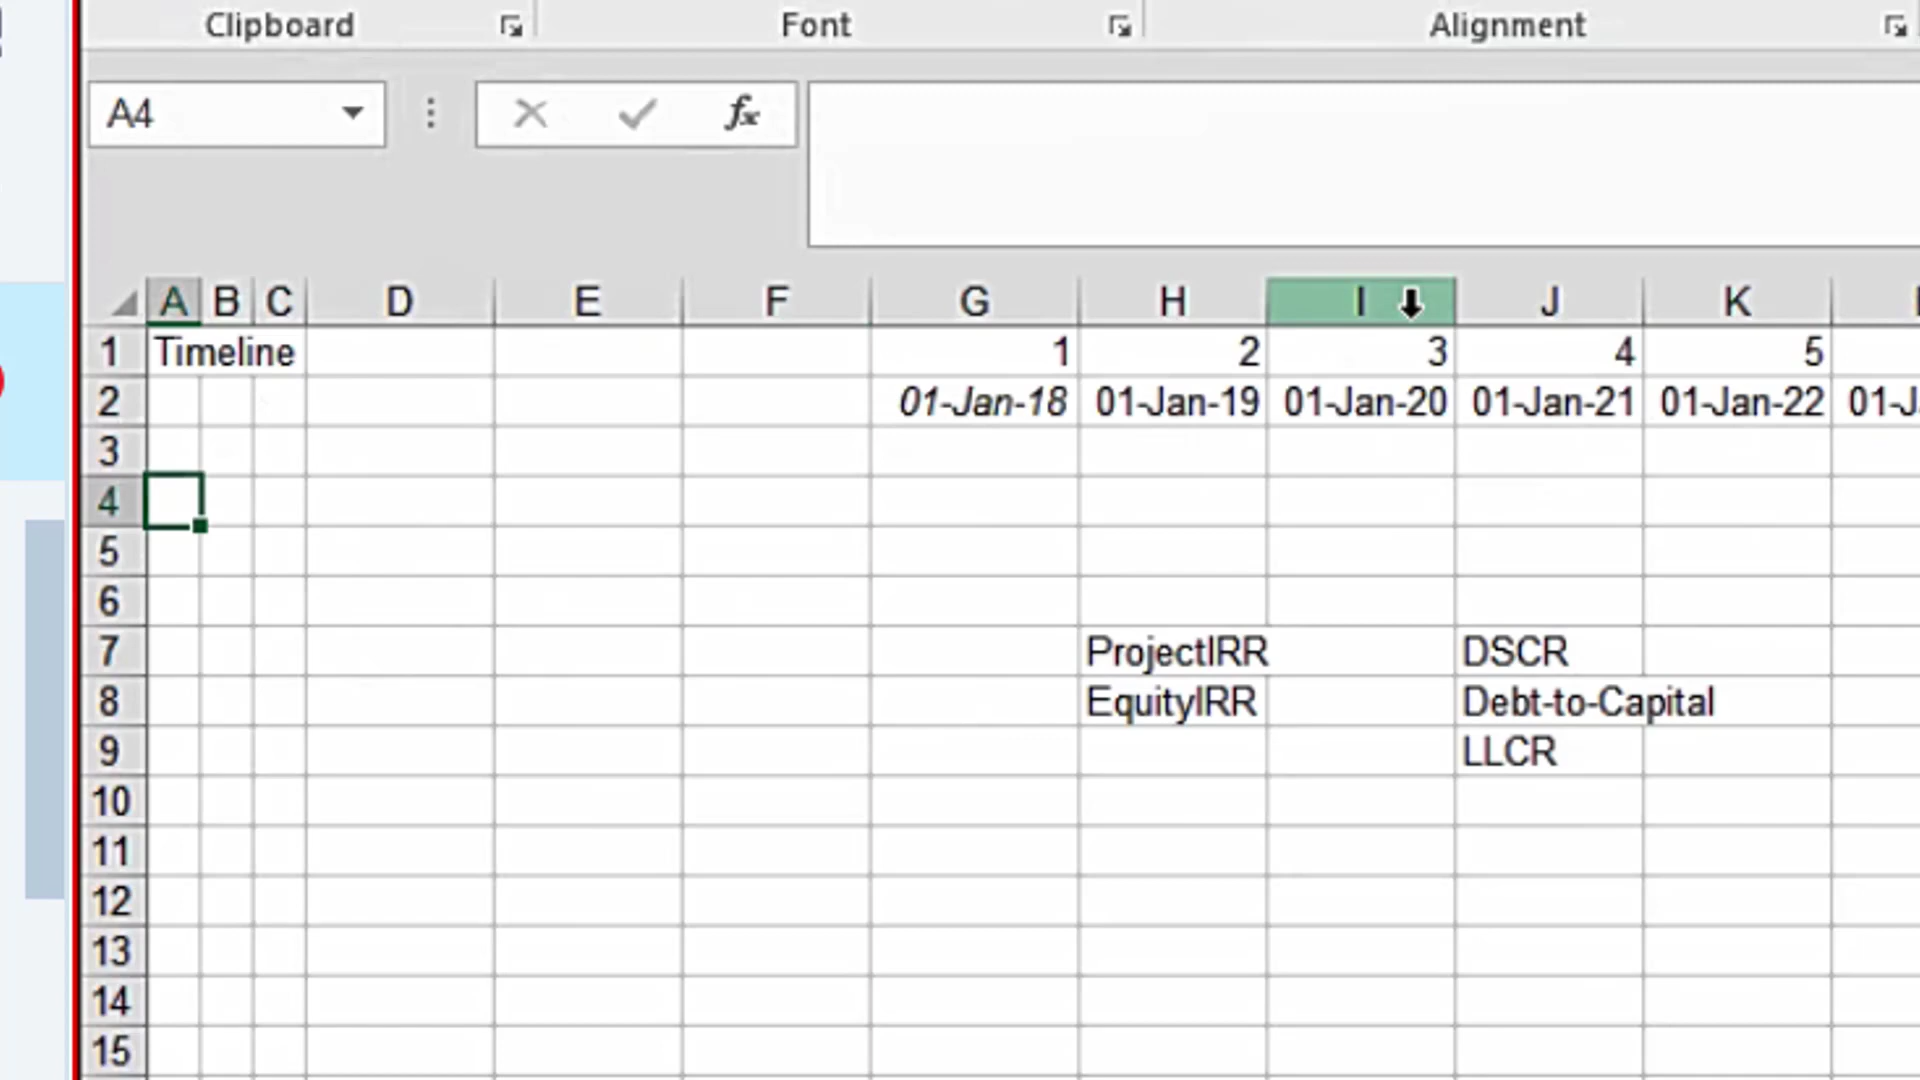 Clipboard Font Alignment
A4 fx
A B C D E F G H I J K
1 Timeline 1 2 3 4 5
2 01-Jan-18 01-Jan-19 01-Jan-20 01-Jan-21 01-Jan-22 01-J
3
4
5
6
7 ProjectIRR DSCR
8 EquityIRR Debt-to-Capital
9 LLCR
10
11
12
13
14
15